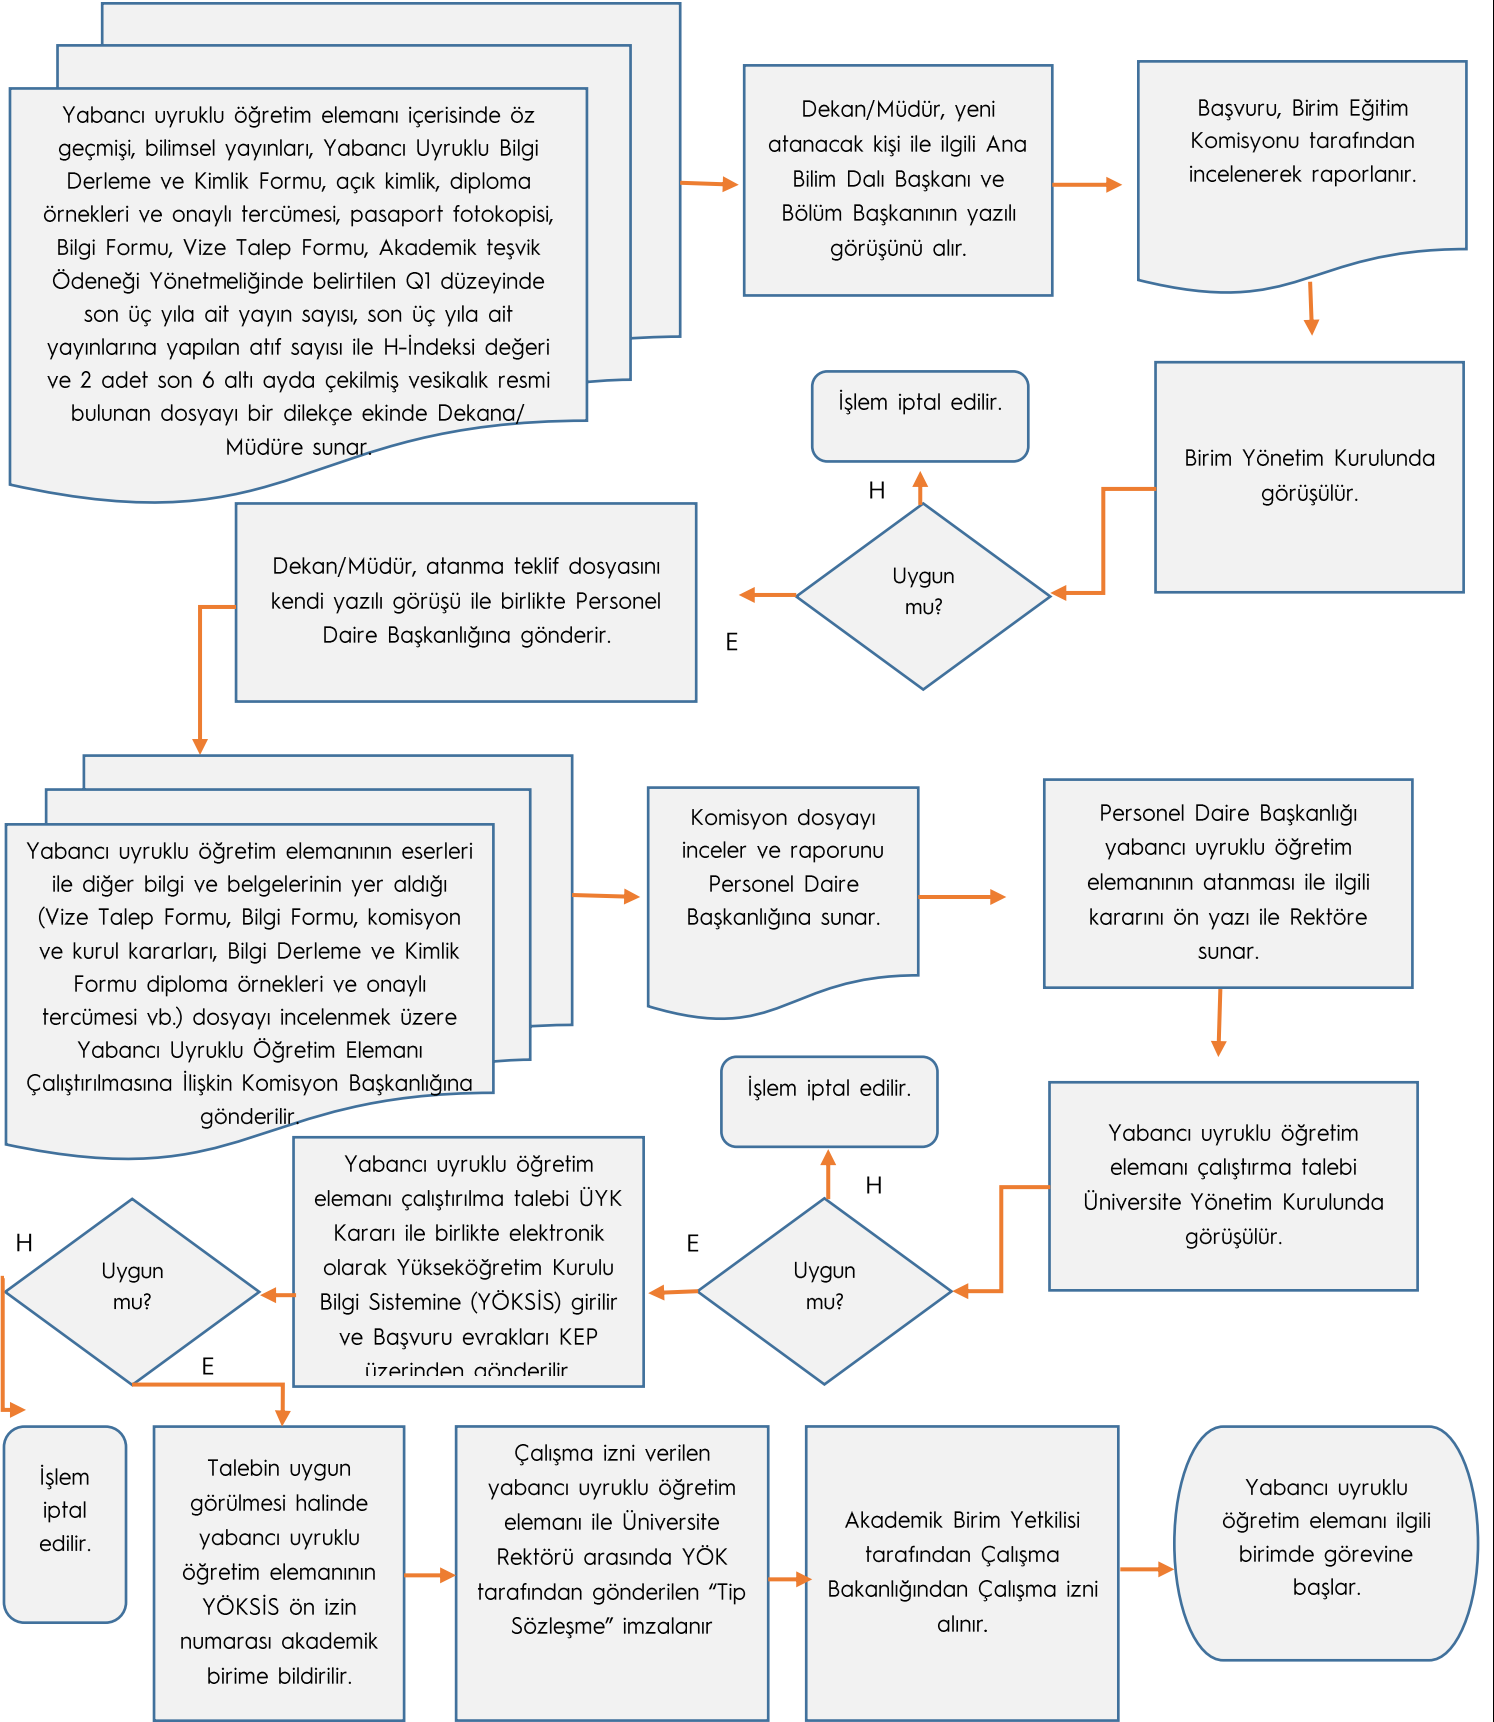 Yabancı uyruklu öğretim elemanı içerisinde öz
geçmişi, bilimsel yayınları, Yabancı Uyruklu Bilgi
Derleme ve Kimlik Formu, açık kimlik, diploma
örnekleri ve onaylı tercümesi, pasaport fotokopisi,
Bilgi Formu, Vize Talep Formu, Akademik teşvik
Ödeneği Yönetmeliğinde belirtilen Q1 düzeyinde
son üç yıla ait yayın sayısı, son üç yıla ait
yayınlarına yapılan atıf sayısı ile H-İndeksi değeri
ve 2 adet son 6 altı ayda çekilmiş vesikalık resmi
bulunan dosyayı bir dilekçe ekinde Dekana/
Müdüre sunar.
Dekan/Müdür, yeni
atanacak kişi ile ilgili Ana
Bilim Dalı Başkanı ve
Bölüm Başkanının yazılı
görüşünü alır.
Başvuru, Birim Eğitim
Komisyonu tarafından
incelenerek raporlanır.
Birim Yönetim Kurulunda
görüşülür.
İşlem iptal edilir.
H
Uygun
mu?
E
Dekan/Müdür, atanma teklif dosyasını
kendi yazılı görüşü ile birlikte Personel
Daire Başkanlığına gönderir.
Yabancı uyruklu öğretim elemanının eserleri
ile diğer bilgi ve belgelerinin yer aldığı
(Vize Talep Formu, Bilgi Formu, komisyon
ve kurul kararları, Bilgi Derleme ve Kimlik
Formu diploma örnekleri ve onaylı
tercümesi vb.) dosyayı incelenmek üzere
Yabancı Uyruklu Öğretim Elemanı
Çalıştırılmasına İlişkin Komisyon Başkanlığına
gönderilir.
Komisyon dosyayı
inceler ve raporunu
Personel Daire
Başkanlığına sunar.
Personel Daire Başkanlığı
yabancı uyruklu öğretim
elemanının atanması ile ilgili
kararını ön yazı ile Rektöre
sunar.
Yabancı uyruklu öğretim
elemanı çalıştırma talebi
Üniversite Yönetim Kurulunda
görüşülür.
İşlem iptal edilir.
H
Uygun
mu?
E
Yabancı uyruklu öğretim
elemanı çalıştırılma talebi ÜYK
Kararı ile birlikte elektronik
olarak Yükseköğretim Kurulu
Bilgi Sistemine (YÖKSİS) girilir
ve Başvuru evrakları KEP
üzerinden gönderilir
H
Uygun
mu?
E
İşlem
iptal
edilir.
Talebin uygun
görülmesi halinde
yabancı uyruklu
öğretim elemanının
YÖKSİS ön izin
numarası akademik
birime bildirilir.
Çalışma izni verilen
yabancı uyruklu öğretim
elemanı ile Üniversite
Rektörü arasında YÖK
tarafından gönderilen “Tip
Sözleşme” imzalanır
Akademik Birim Yetkilisi
tarafından Çalışma
Bakanlığından Çalışma izni
alınır.
Yabancı uyruklu
öğretim elemanı ilgili
birimde görevine
başlar.